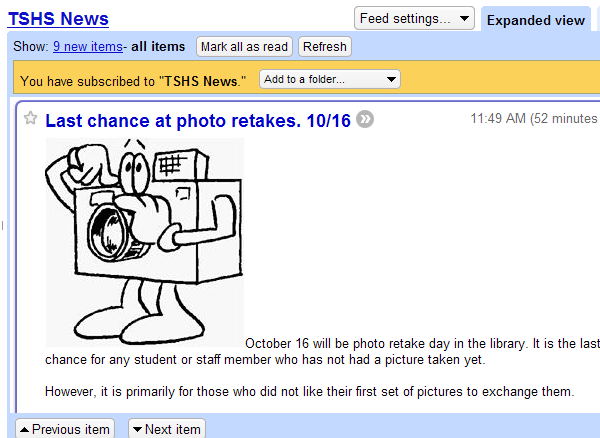 TSHS News
Feed settings...
Expanded view
Show: 9 new items- all items
Mark all as read
Refresh
You have subscribed to "TSHS News."
Add to a folder...
Last chance at photo retakes. 10/16
11:49 AM (52 minutes
October 16 will be photo retake day in the library. It is the last
chance for any student or staff member who has not had a picture taken yet.
However, it is primarily for those who did not like their first set of pictures to exchange them.
Previous item
Next item